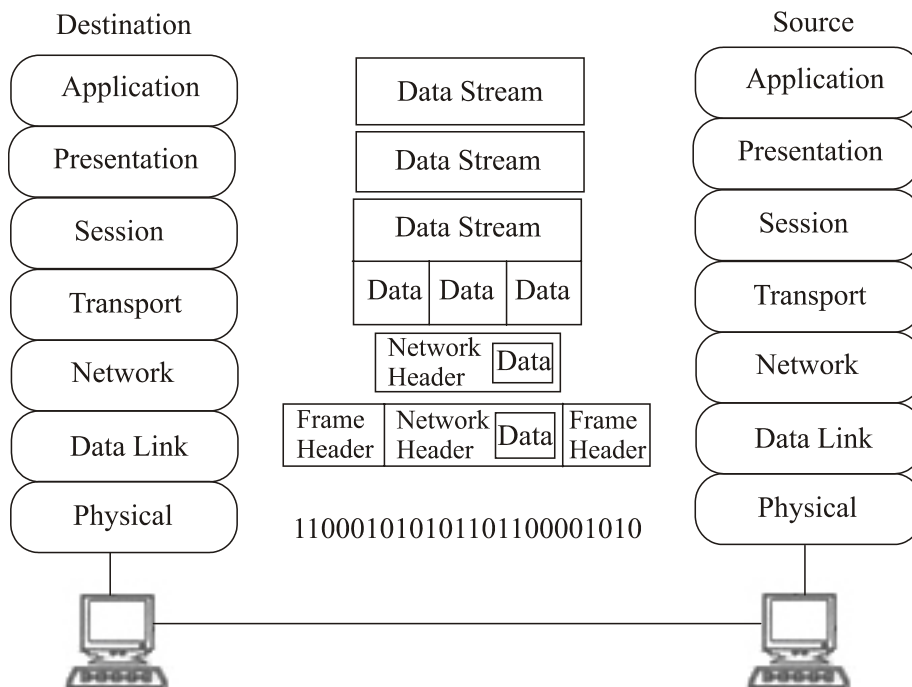 Destination
Source
Application
Data Stream
Application
Presentation
Data Stream
Presentation
Session
Data Stream
Session
Transport
Data Data Data
Transport
Network
Network
Header
Data
Network
Data Link
Frame
Header
Network
Header
Data
Frame
Header
Data Link
Physical
110001010101101100001010
Physical